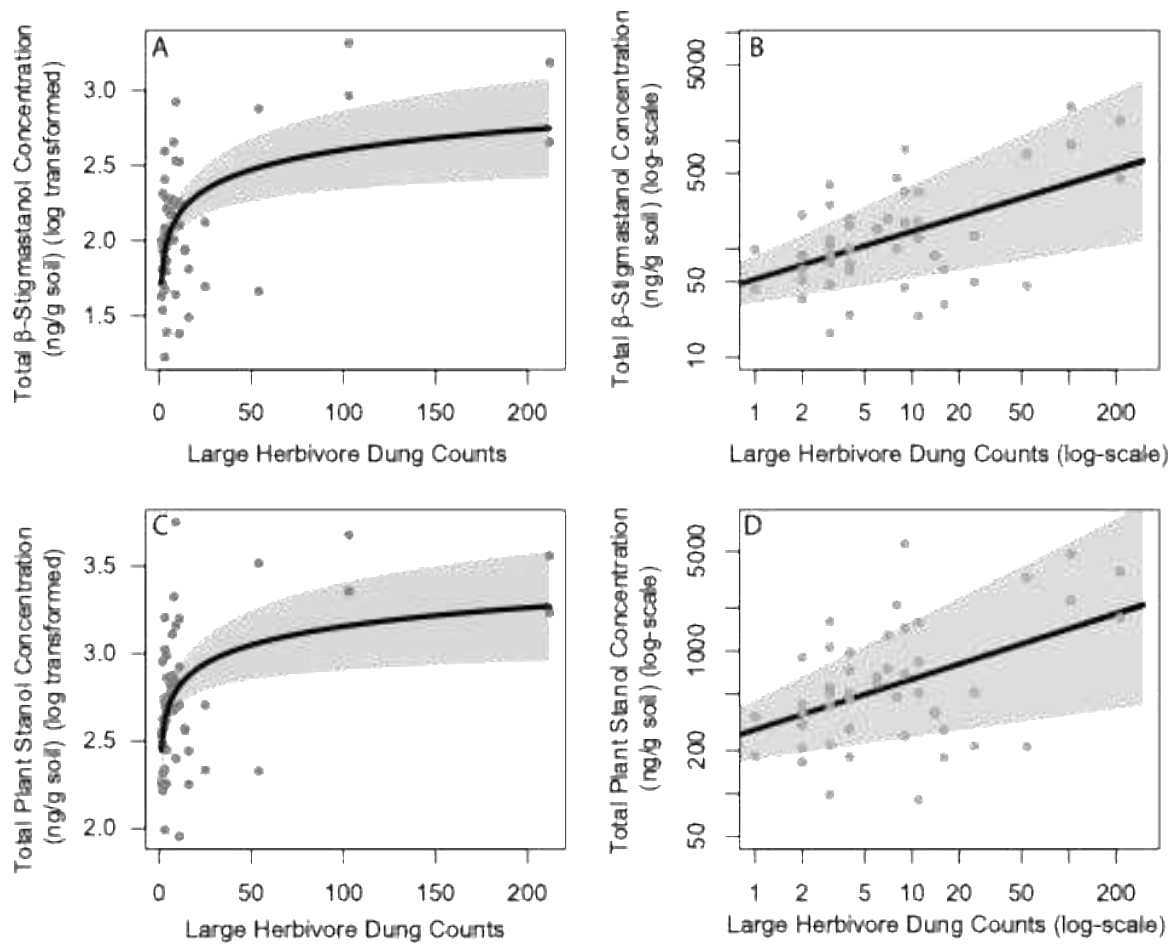 A
Total β-Stigmastanol Concentration
(ng/g soil) (log transformed)
3.0
2.5
2.0
1.5
0 50 100 150 200
Large Herbivore Dung Counts
B
Total β-Stigmastanol Concentration
(ng/g soil) (log-scale)
5000
500
50
10
1 2 5 10 20 50 200
Large Herbivore Dung Counts (log-scale)
C
Total Plant Stanol Concentration
(ng/g soil) (log transformed)
3.5
3.0
2.5
2.0
0 50 100 150 200
Large Herbivore Dung Counts
D
Total Plant Stanol Concentration
(ng/g soil) (log-scale)
5000
1000
200
50
1 2 5 10 20 50 200
Large Herbivore Dung Counts (log-scale)